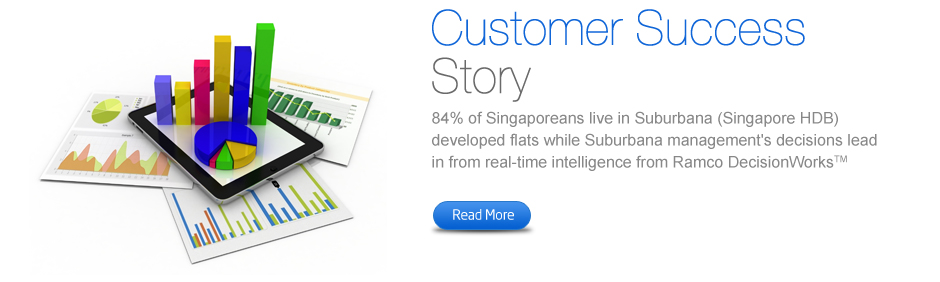 Customer Success
Story
84% of Singaporeans live in Suburbana (Singapore HDB)
developed flats while Suburbana management's decisions lead
in from real-time intelligence from Ramco DecisionWorks™
Read More